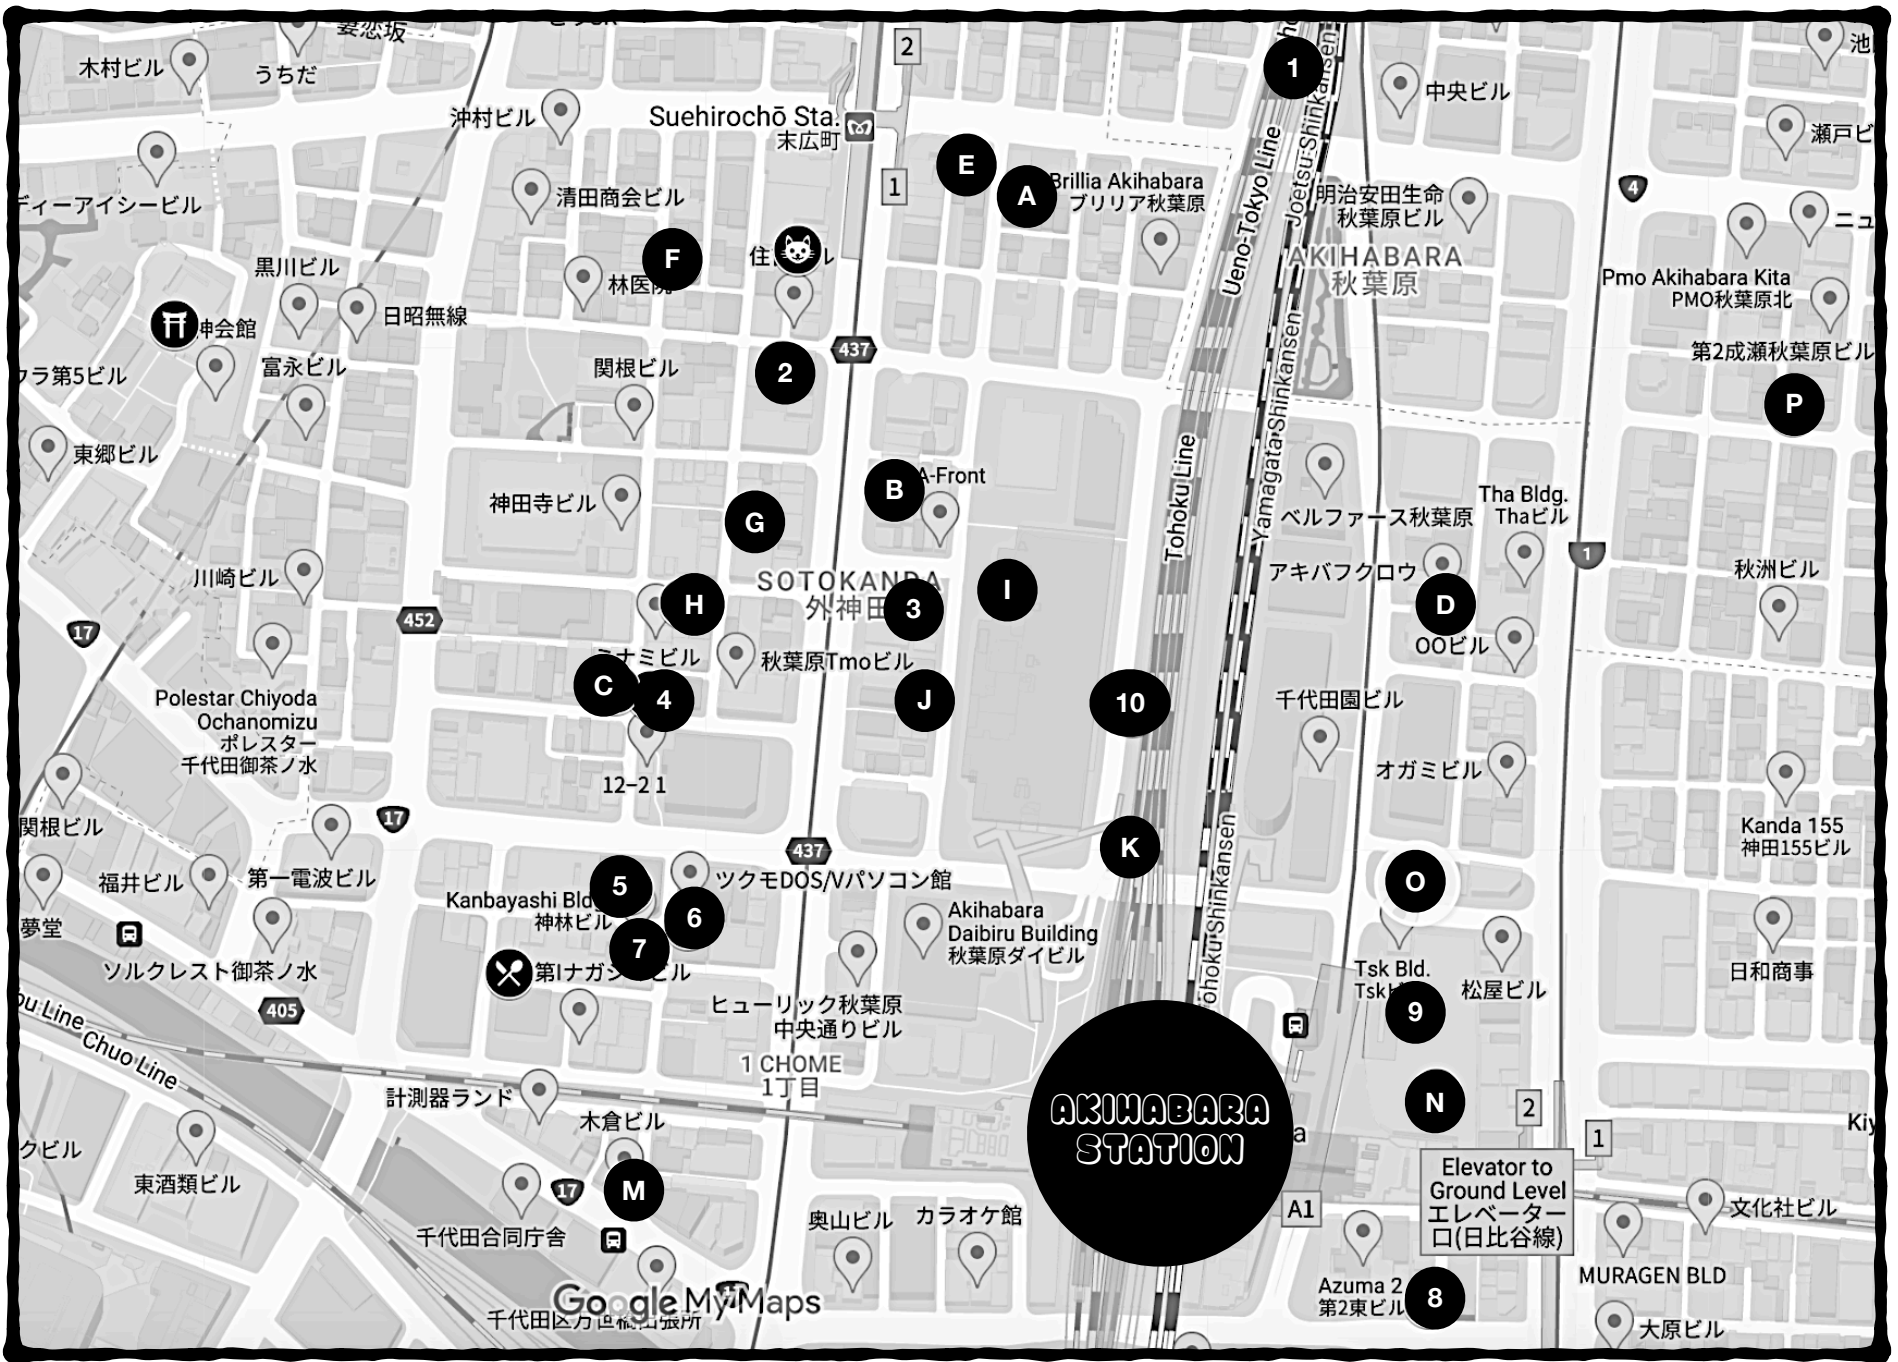 妻恋坂
2
木村ビル
うちだ
1
中央ビル
沖村ビル
Suehirochō Sta.
末広町
E
A
1
Brillia Akihabara
ブリリア秋葉原
明治安田生命
秋葉原ビル
4
ディーアイシービル
清田商会ビル
Ueno-Tokyo Line
Joetsu Shinkansen
AKIHABARA
秋葉原
F
林医院
黒川ビル
日昭無線
神会館
富永ビル
関根ビル
2
437
Pmo Akihabara Kita
PMO秋葉原北
第2成瀬秋葉原ビル
P
東郷ビル
神田寺ビル
G
B
A-Front
Tohoku Line
Yamagata Shinkansen
ベルファース秋葉原
Tha Bldg.
Thaビル
1
アキバフクロウ
D
OOビル
秋洲ビル
川崎ビル
17
452
SOTOKANDA
外神田
H
3
I
ミナミビル
秋葉原Tmoビル
C
4
J
10
千代田園ビル
オガミビル
Polestar Chiyoda
Ochanomizu
ポレスター
千代田御茶ノ水
12−2 1
関根ビル
17
437
K
Kanda 155
神田155ビル
福井ビル
第一電波ビル
Kanbayashi Bld
神林ビル
5
6
7
ツクモDOS/Vパソコン館
Akihabara
Daibiru Building
秋葉原ダイビル
Tohoku Shinkansen
O
夢堂
ソルクレスト御茶ノ水
405
ヒューリック秋葉原
中央通りビル
Tsk Bld.
9
松屋ビル
日和商事
Chuo Line
1 CHOME
1丁目
計測器ランド
木倉ビル
AKIHABARA
STATION
N
2
1
東酒類ビル
17
M
千代田合同庁舎
奥山ビル
カラオケ館
A1
Elevator to
Ground Level
エレベーター
口(日比谷線)
文化社ビル
MURAGEN BLD
Azuma 2
第2東ビル
8
大原ビル
Google My Maps